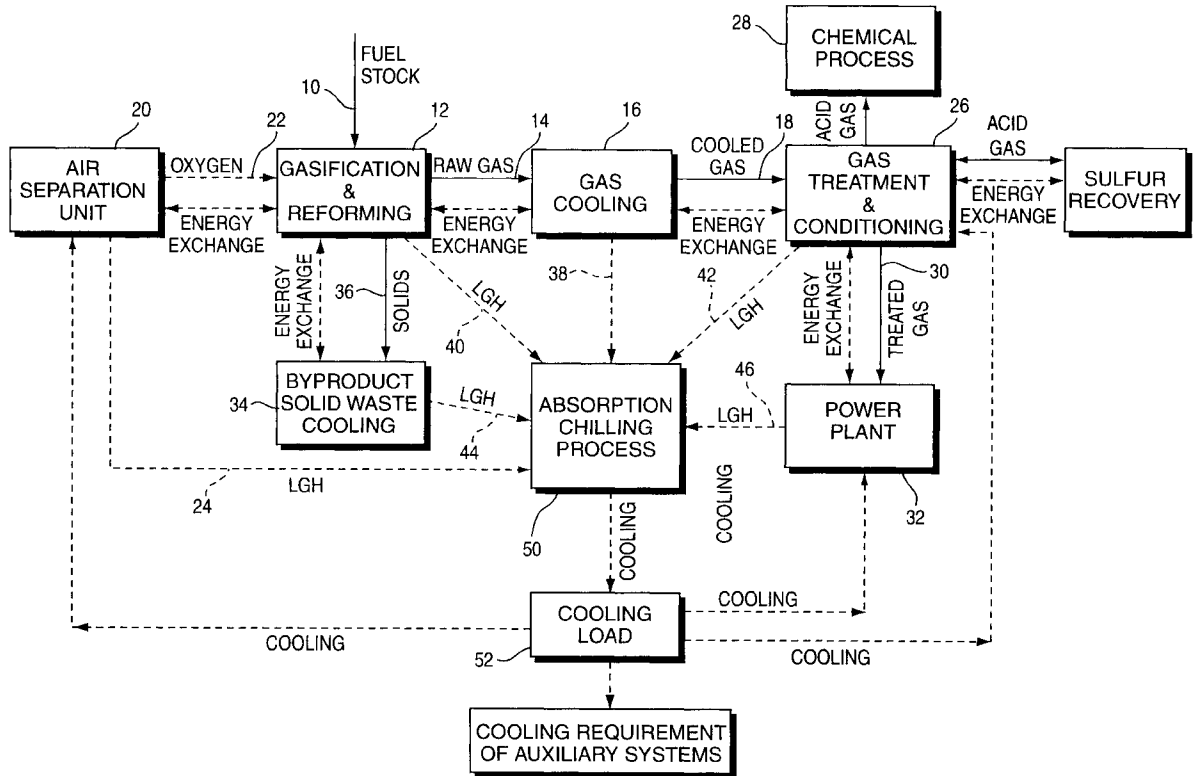 28
CHEMICAL
PROCESS
FUEL
STOCK
10
20
22
12
14
16
18
26
ACID
GAS
ACID
GAS
AIR
SEPARATION
UNIT
OXYGEN
ENERGY
EXCHANGE
GASIFICATION
&
REFORMING
RAW GAS
ENERGY
EXCHANGE
GAS
COOLING
COOLED
GAS
ENERGY
EXCHANGE
GAS
TREATMENT
&
CONDITIONING
ENERGY
EXCHANGE
SULFUR
RECOVERY
ENERGY
EXCHANGE
36
SOLIDS
40
LGH
38
42
LGH
ENERGY
EXCHANGE
TREATED
GAS
30
34
BYPRODUCT
SOLID WASTE
COOLING
LGH
44
ABSORPTION
CHILLING
PROCESS
46
LGH
POWER
PLANT
24
LGH
50
COOLING
COOLING
32
COOLING
LOAD
52
COOLING
COOLING
COOLING
COOLING REQUIREMENT
OF AUXILIARY SYSTEMS